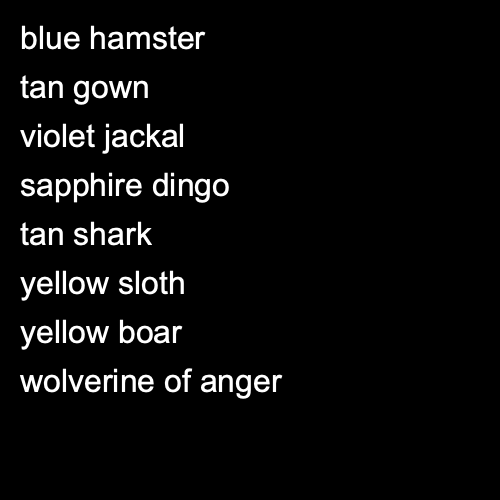 blue hamster
tan gown
violet jackal
sapphire dingo
tan shark
yellow sloth
yellow boar
wolverine of anger